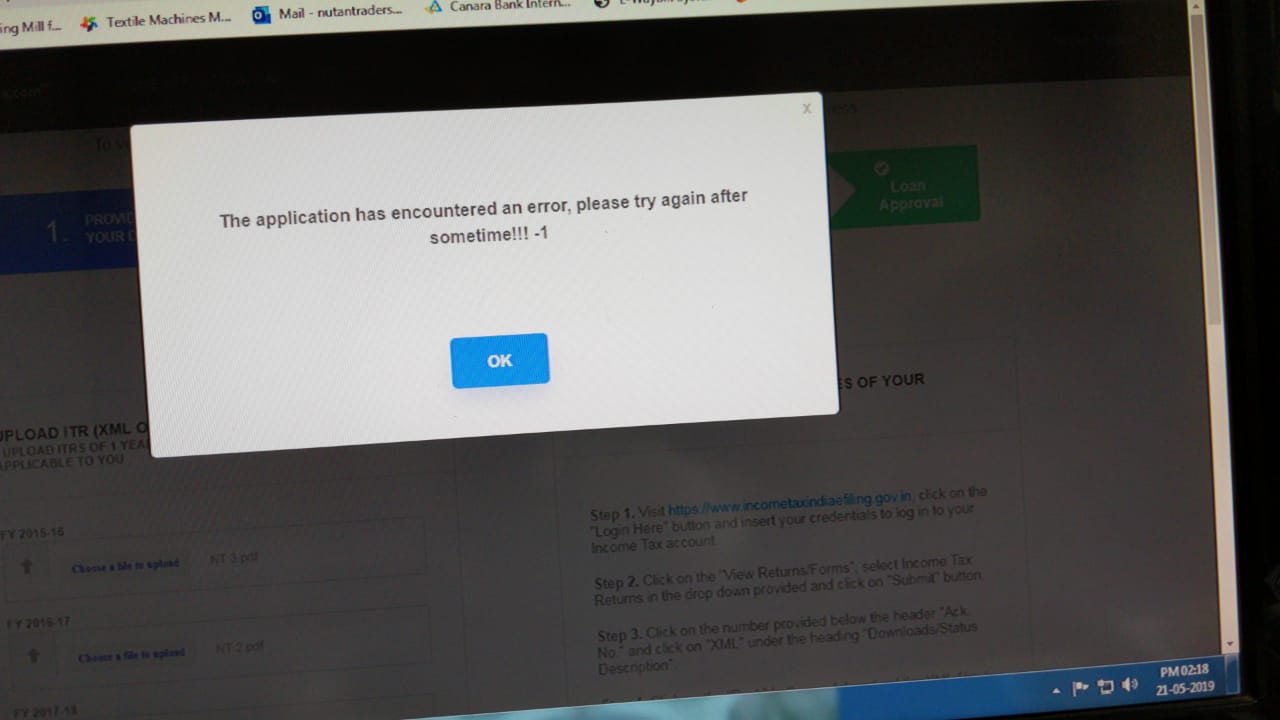 ing Mill f... Textile Machines M... Mail - nutantraders... Canara Bank Intern...
X
The application has encountered an error, please try again after
sometime!!! -1
OK
1. 
Loan
Approval
UPLOAD ITR (XML O
UPLOAD ITRS OF 1 YEA
APPLICABLE TO YOU
FY 2015-16
Choose a file to upload NT 3.pdf
FY 2016-17
Choose a file to upload NT 2.pdf
FY 2017-18
S OF YOUR
Step 1. Visit https://www.incometaxindiaefiling.gov.in, click on the
"Login Here" button and insert your credentials to log in to your
Income Tax account.
Step 2. Click on the "View Returns/Forms", select Income Tax
Returns in the drop down provided and click on "Submit" button.
Step 3. Click on the number provided below the header "Ack.
No." and click on "XML" under the heading "Downloads/Status
Description"
PM 02:18
21-05-2019